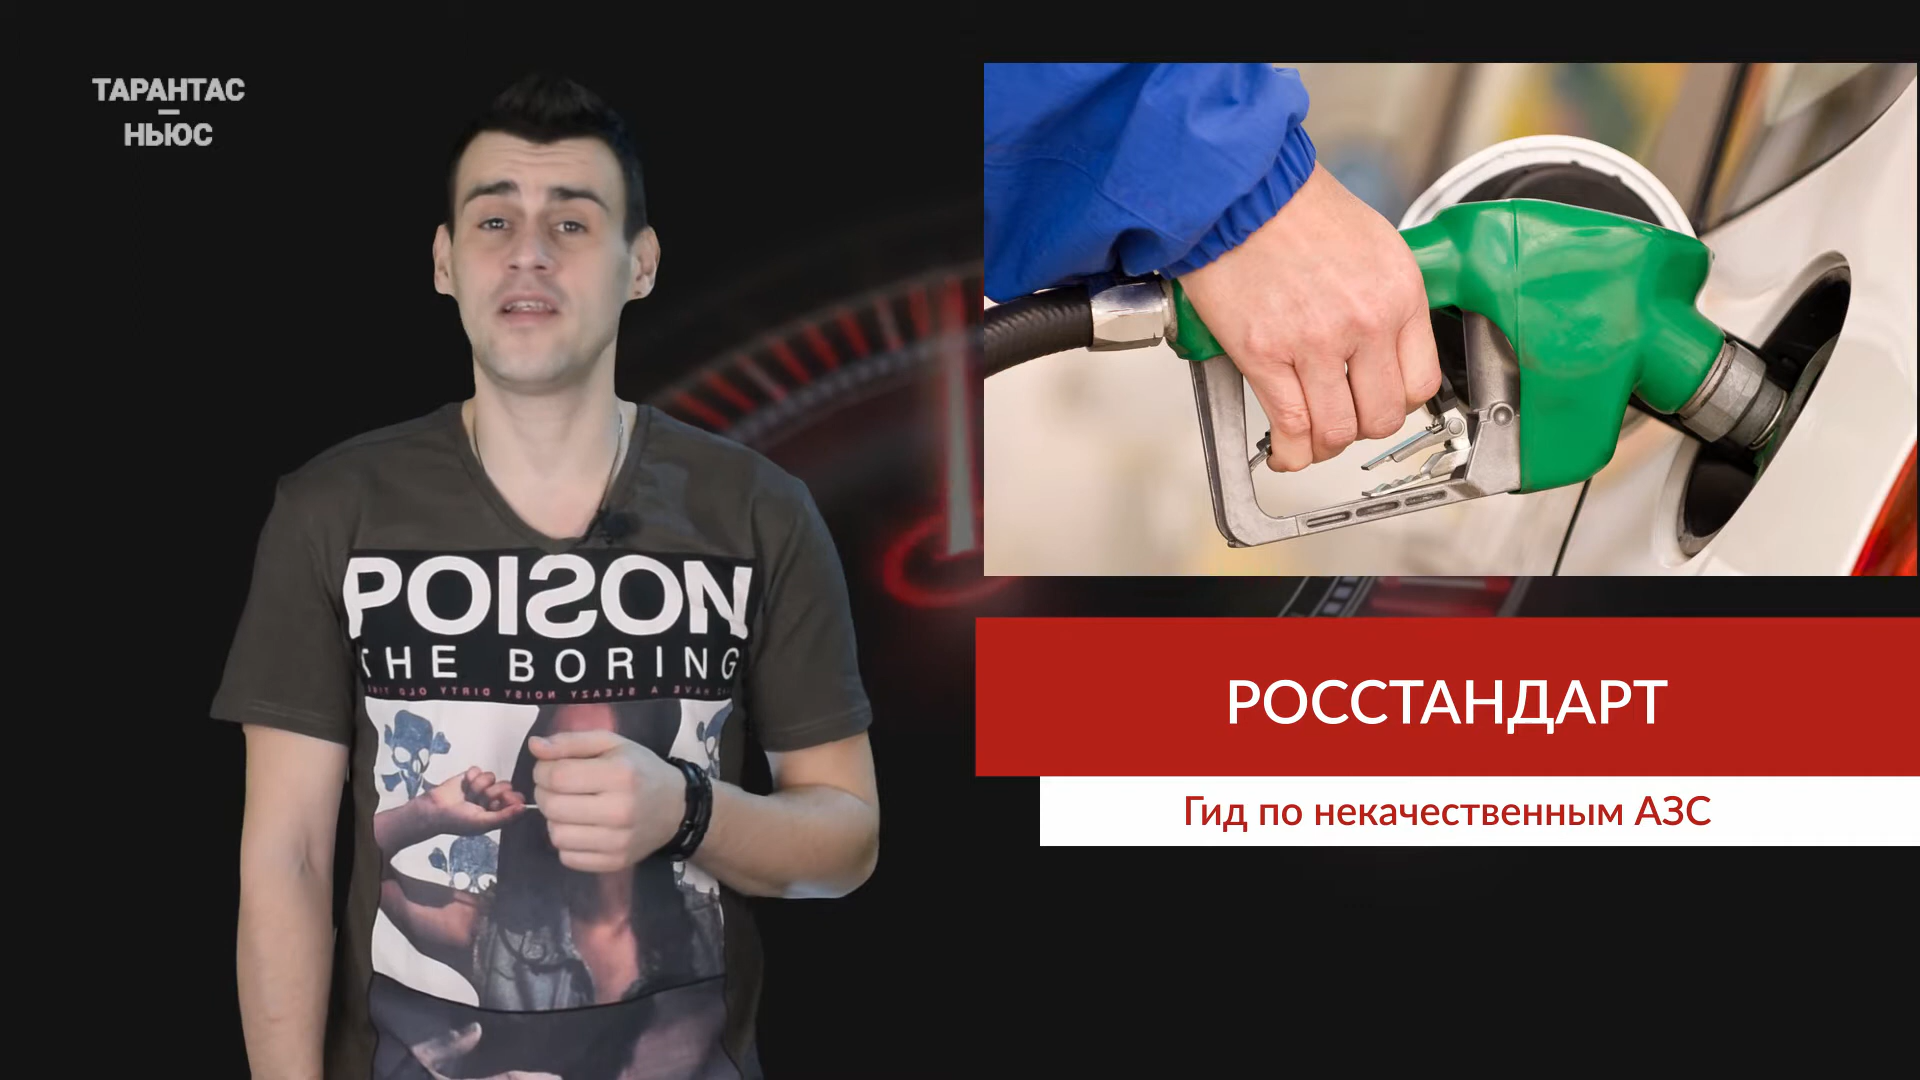 ТАРАНТАС
НЬЮС
POISON
THE BORING
РОССТАНДАРТ
Гид по некачественным АЗС